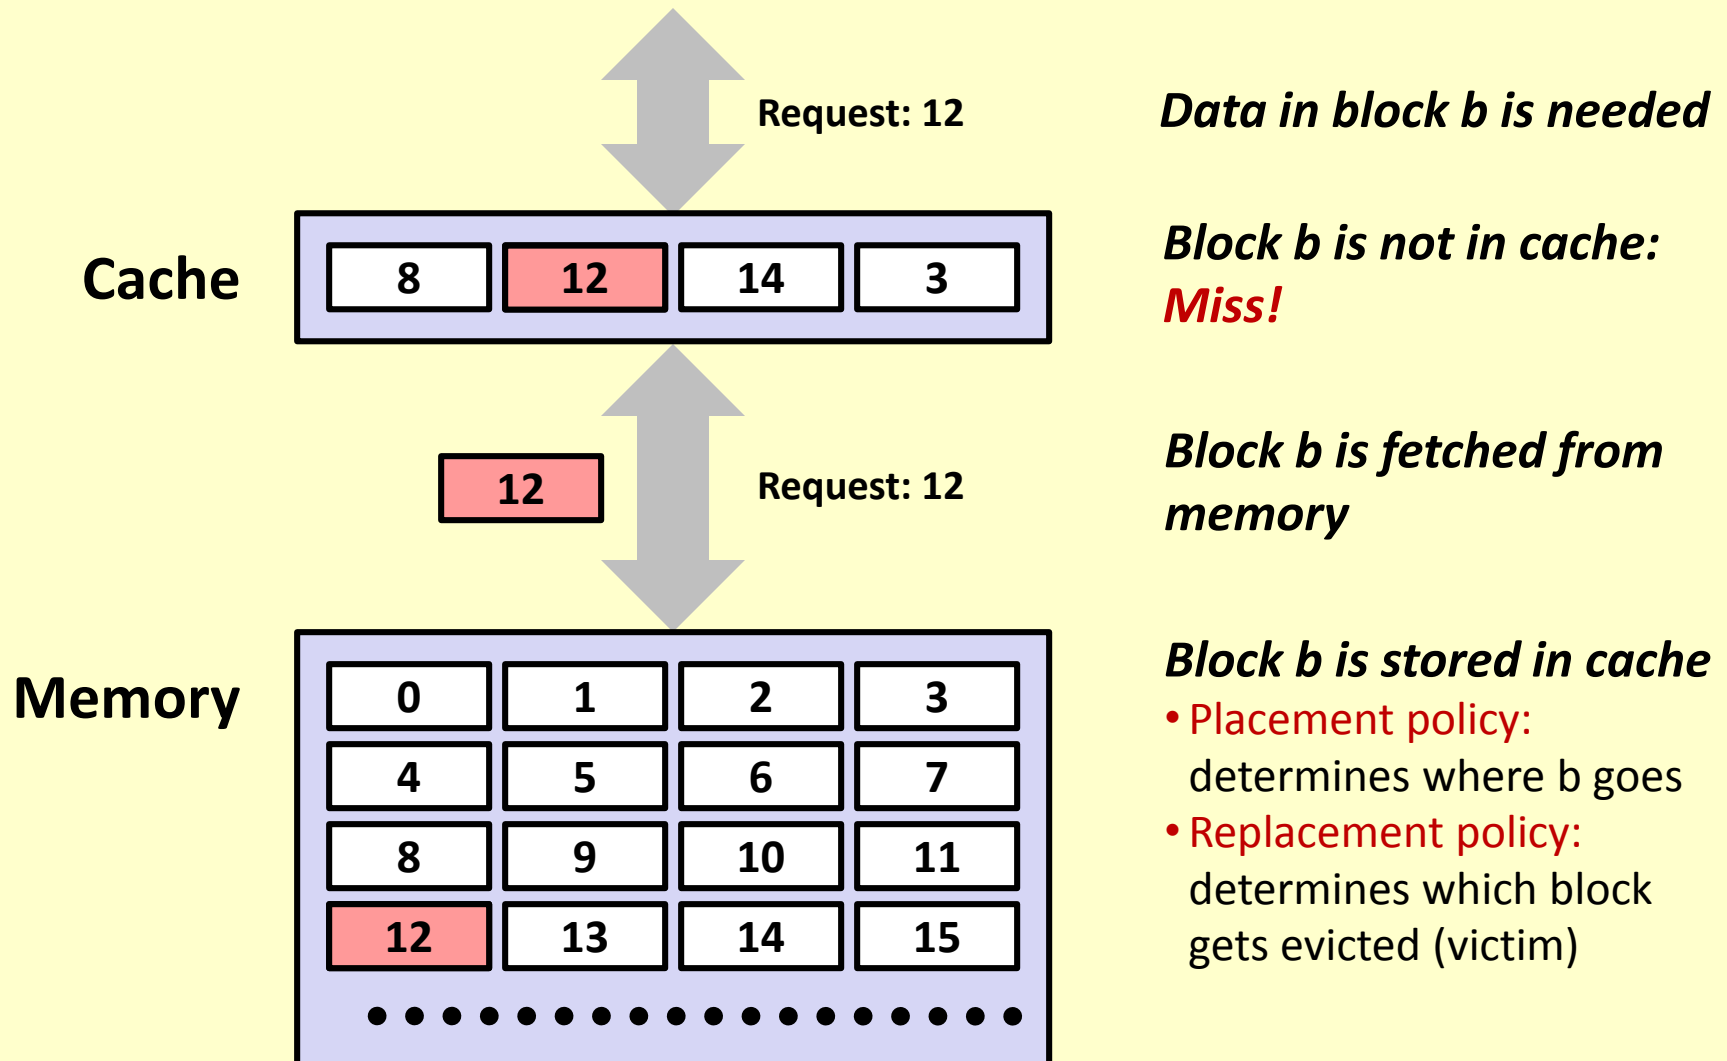 Request: 12
Data in block b is needed
Cache
8 12 14 3
Block b is not in cache:
Miss!
12
Request: 12
Block b is fetched from
memory
Memory
0 1 2 3
4 5 6 7
8 9 10 11
12 13 14 15
Block b is stored in cache
• Placement policy:
determines where b goes
• Replacement policy:
determines which block
gets evicted (victim)